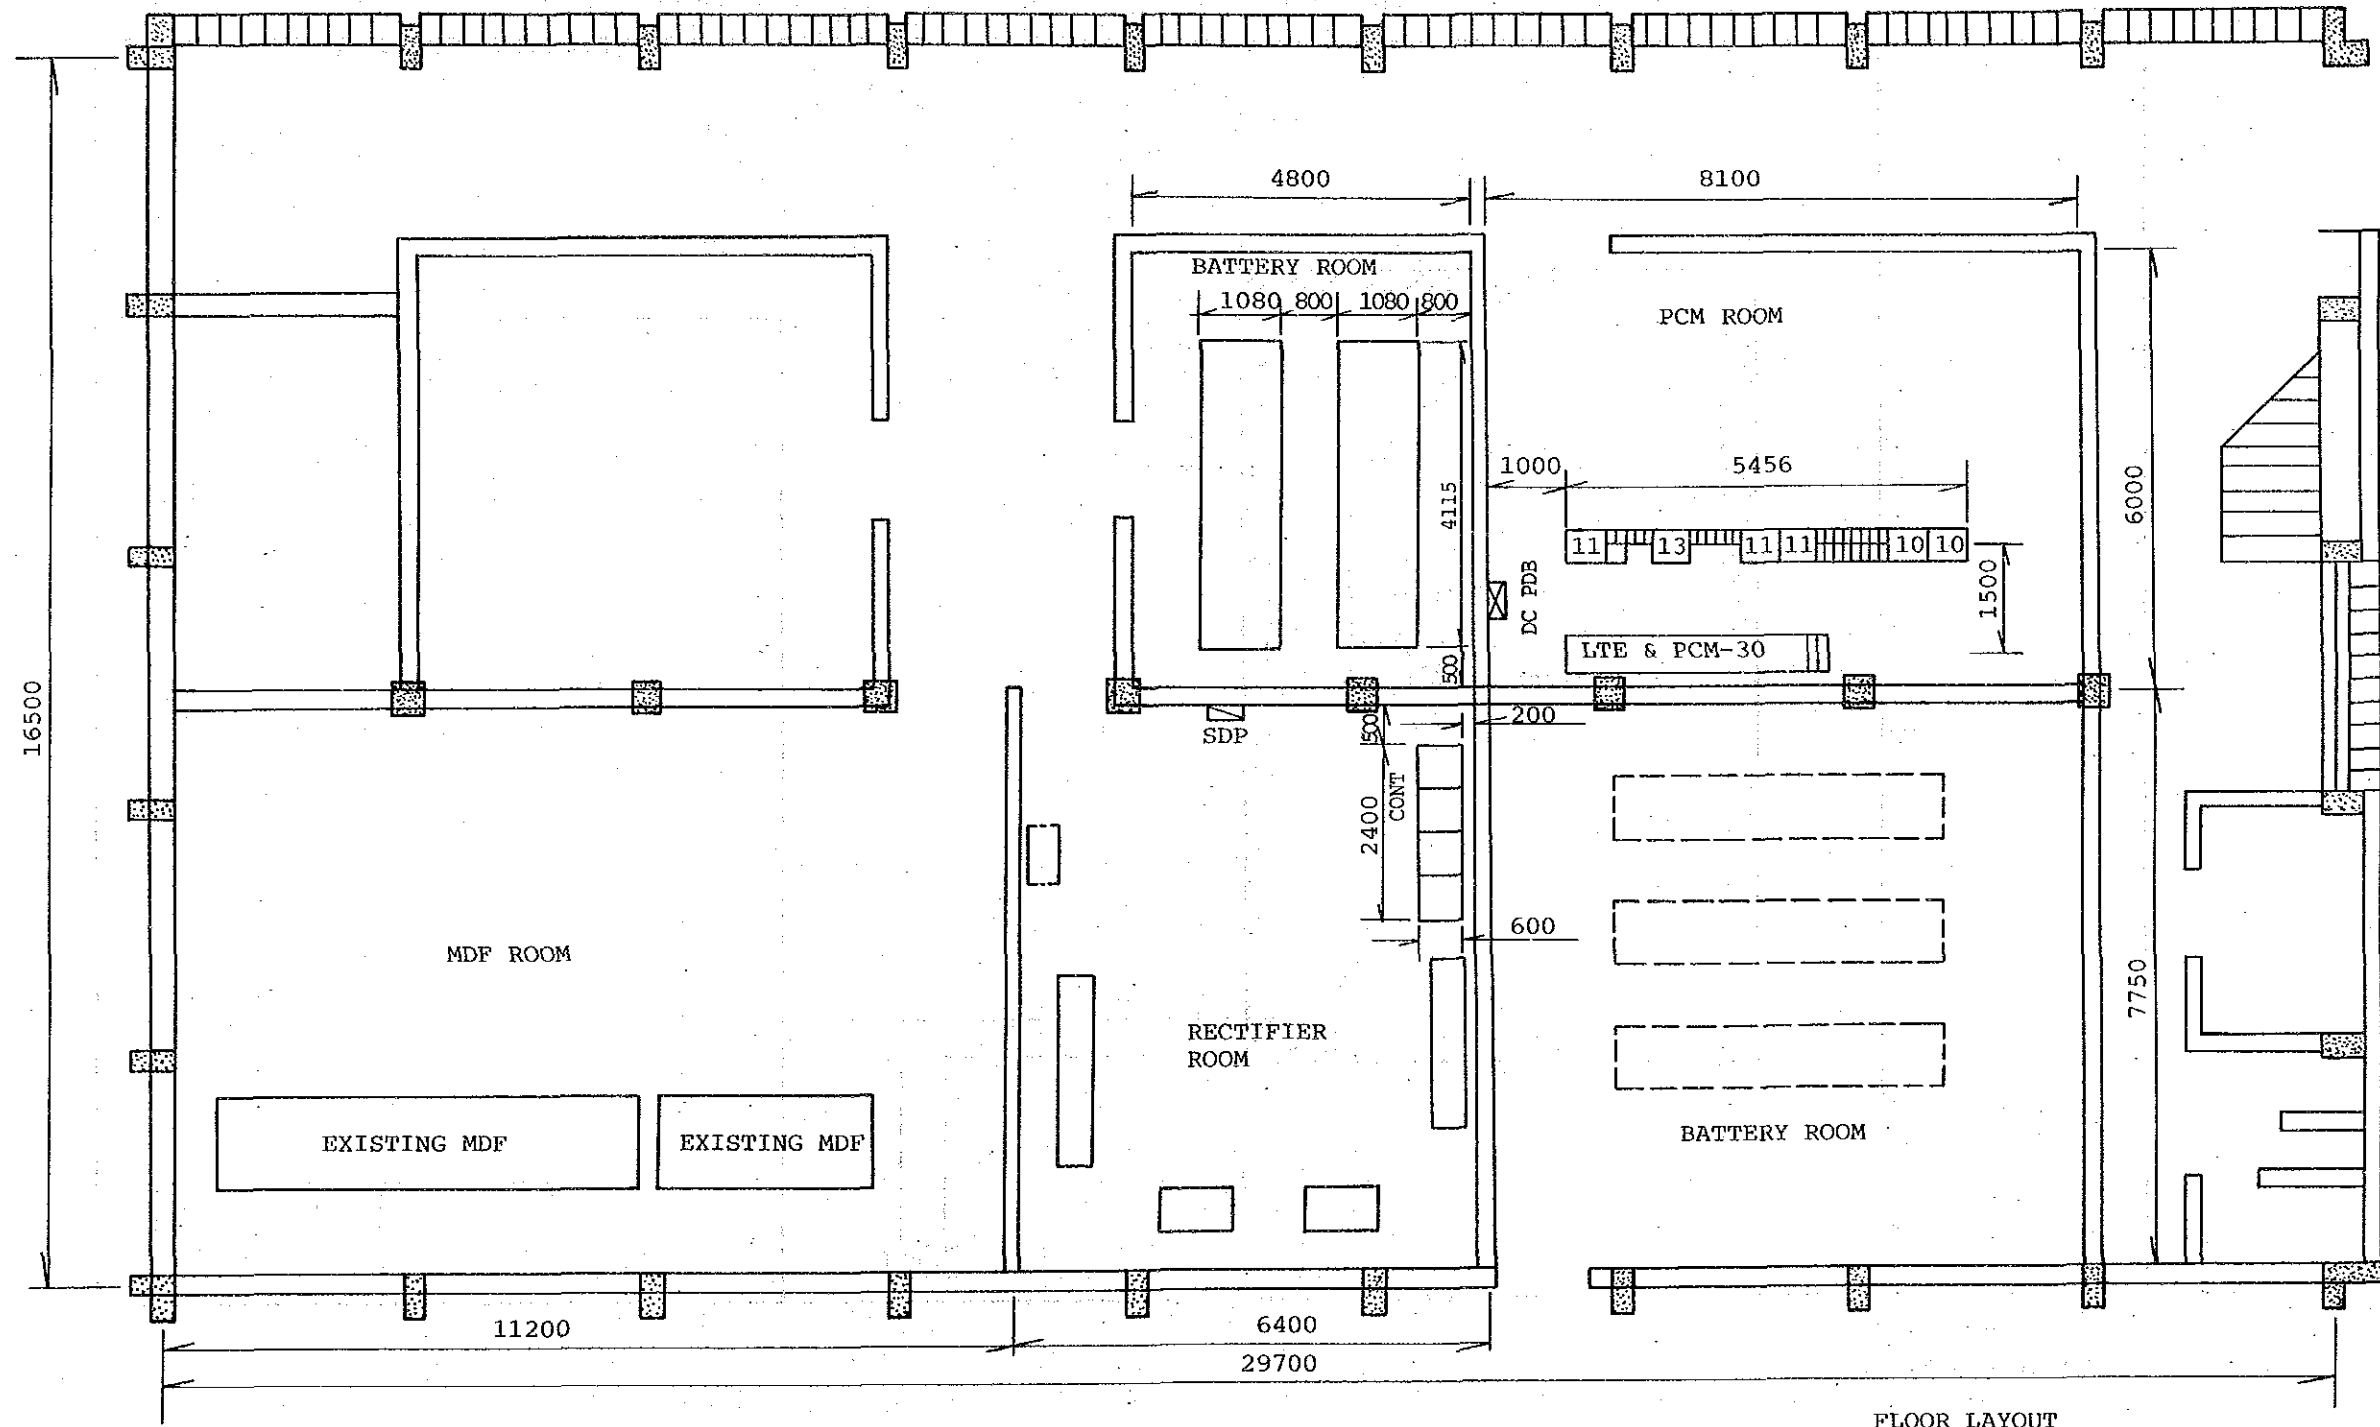 4800
8100
BATTERY ROOM
1080 800 1080 800
PCM ROOM
1000
5456
4115
6000
11 13 11 11 10 10
DC PDB
1500
LTE & PCM-30
500
16500
SDP
500
200
CONT
2400
600
MDF ROOM
7750
RECTIFIER
ROOM
EXISTING MDF
EXISTING MDF
BATTERY ROOM
11200
6400
29700
FLOOR LAYOUT